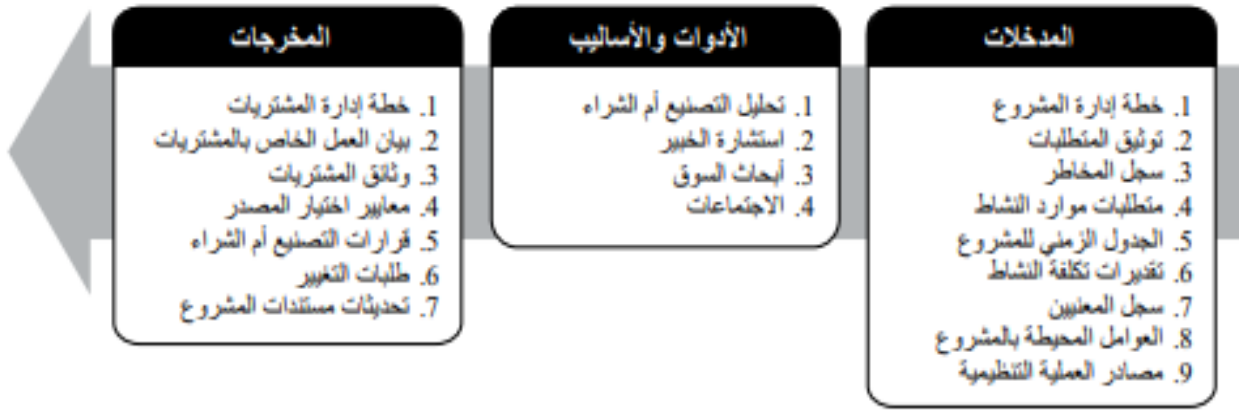 المدخلات
1. خطة إدارة المشروع
2. توثيق المتطلبات
3. سجل المخاطر
4. متطلبات موارد النشاط
5. الجدول الزمني للمشروع
6. تقديرات تكلفة النشاط
7. سجل المعنيين
8. العوامل المحيطة بالمشروع
9. مصادر العملية التنظيمية
الأدوات والأساليب
1. تحليل التصنيع أم الشراء
2. استشارة الخبير
3. أبحاث السوق
4. الاجتماعات
المخرجات
1. خطة إدارة المشتريات
2. بيان العمل الخاص بالمشتريات
3. وثائق المشتريات
4. معايير اختيار المصدر
5. قرارات التصنيع أم الشراء
6. طلبات التغيير
7. تحديثات مستندات المشروع